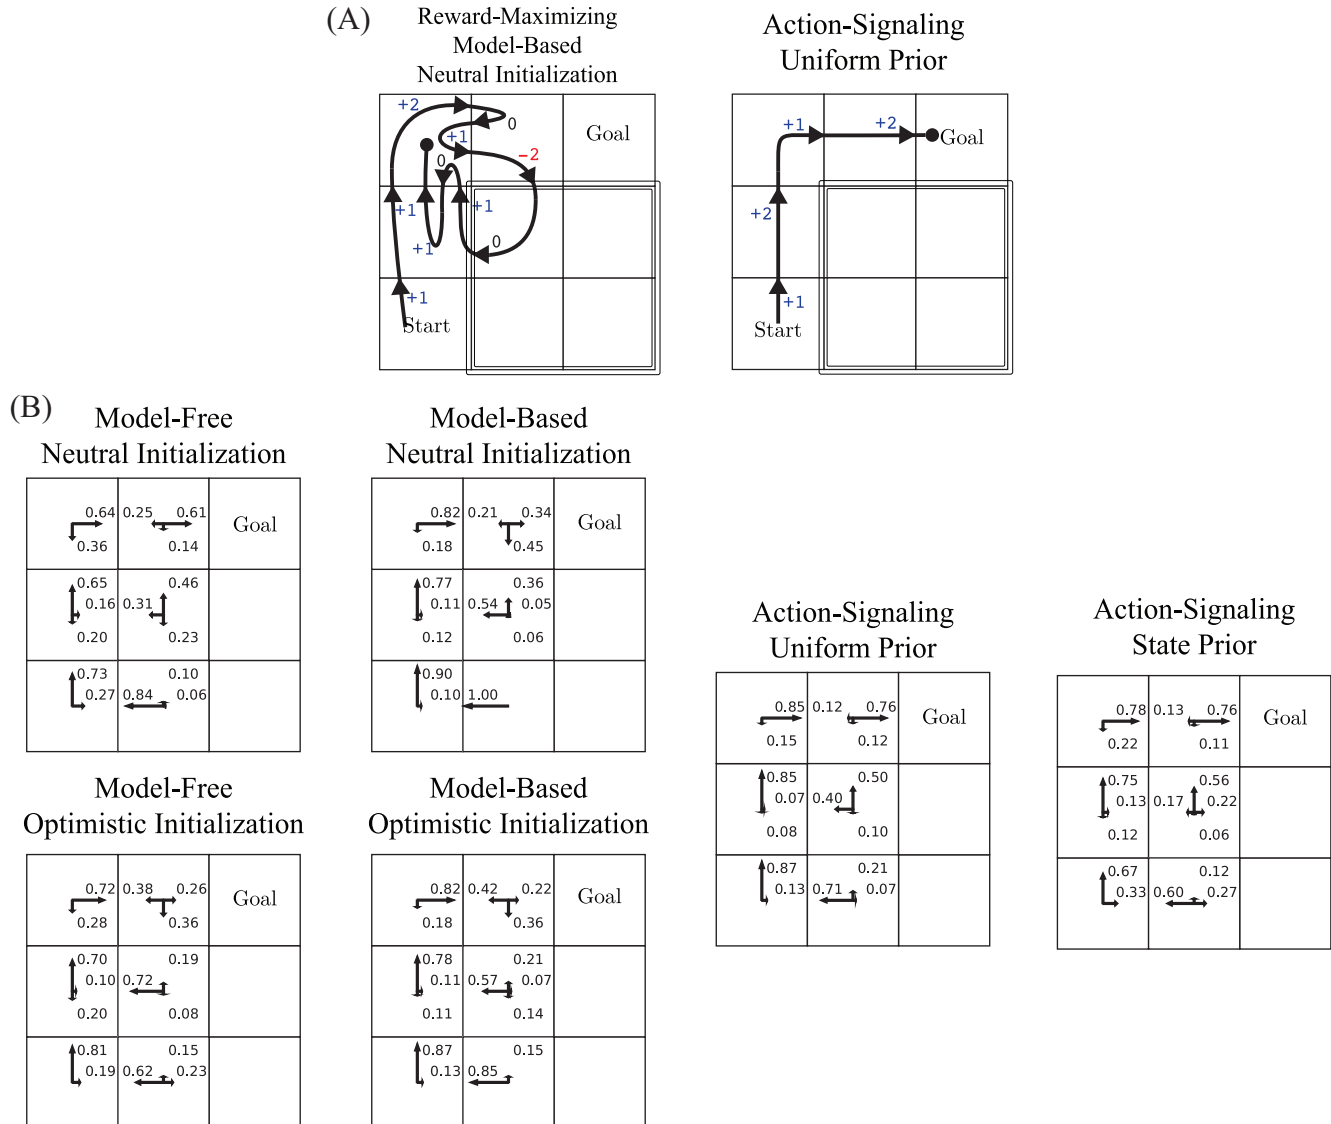 (A)
Reward-Maximizing
Model-Based
Neutral Initialization
+2
0
+1
-2
0
+1
+1
+1
0
+1
Start
Goal
Action-Signaling
Uniform Prior
+1
+2
Goal
+2
+1
Start
(B)
Model-Free
Neutral Initialization
0.64 0.25 0.61
Goal
0.36 0.14
0.65 0.46
0.16 0.31
0.20 0.23
0.73 0.10
0.27 0.84 0.06
Model-Based
Neutral Initialization
0.82 0.21 0.34
Goal
0.18 0.45
0.77 0.36
0.11 0.54 0.05
0.12 0.06
0.90
0.10 1.00
Model-Free
Optimistic Initialization
0.72 0.38 0.26
Goal
0.28 0.36
0.70 0.19
0.10 0.72
0.20 0.08
0.81 0.15
0.19 0.62 0.23
Model-Based
Optimistic Initialization
0.82 0.42 0.22
Goal
0.18 0.36
0.78 0.21
0.11 0.57 0.07
0.11 0.14
0.87 0.15
0.13 0.85
Action-Signaling
Uniform Prior
0.85 0.12 0.76
Goal
0.15 0.12
0.85 0.50
0.07 0.40
0.08 0.10
0.87 0.21
0.13 0.71 0.07
Action-Signaling
State Prior
0.78 0.13 0.76
Goal
0.22 0.11
0.75 0.56
0.13 0.17 0.22
0.12 0.06
0.67 0.12
0.33 0.60 0.27